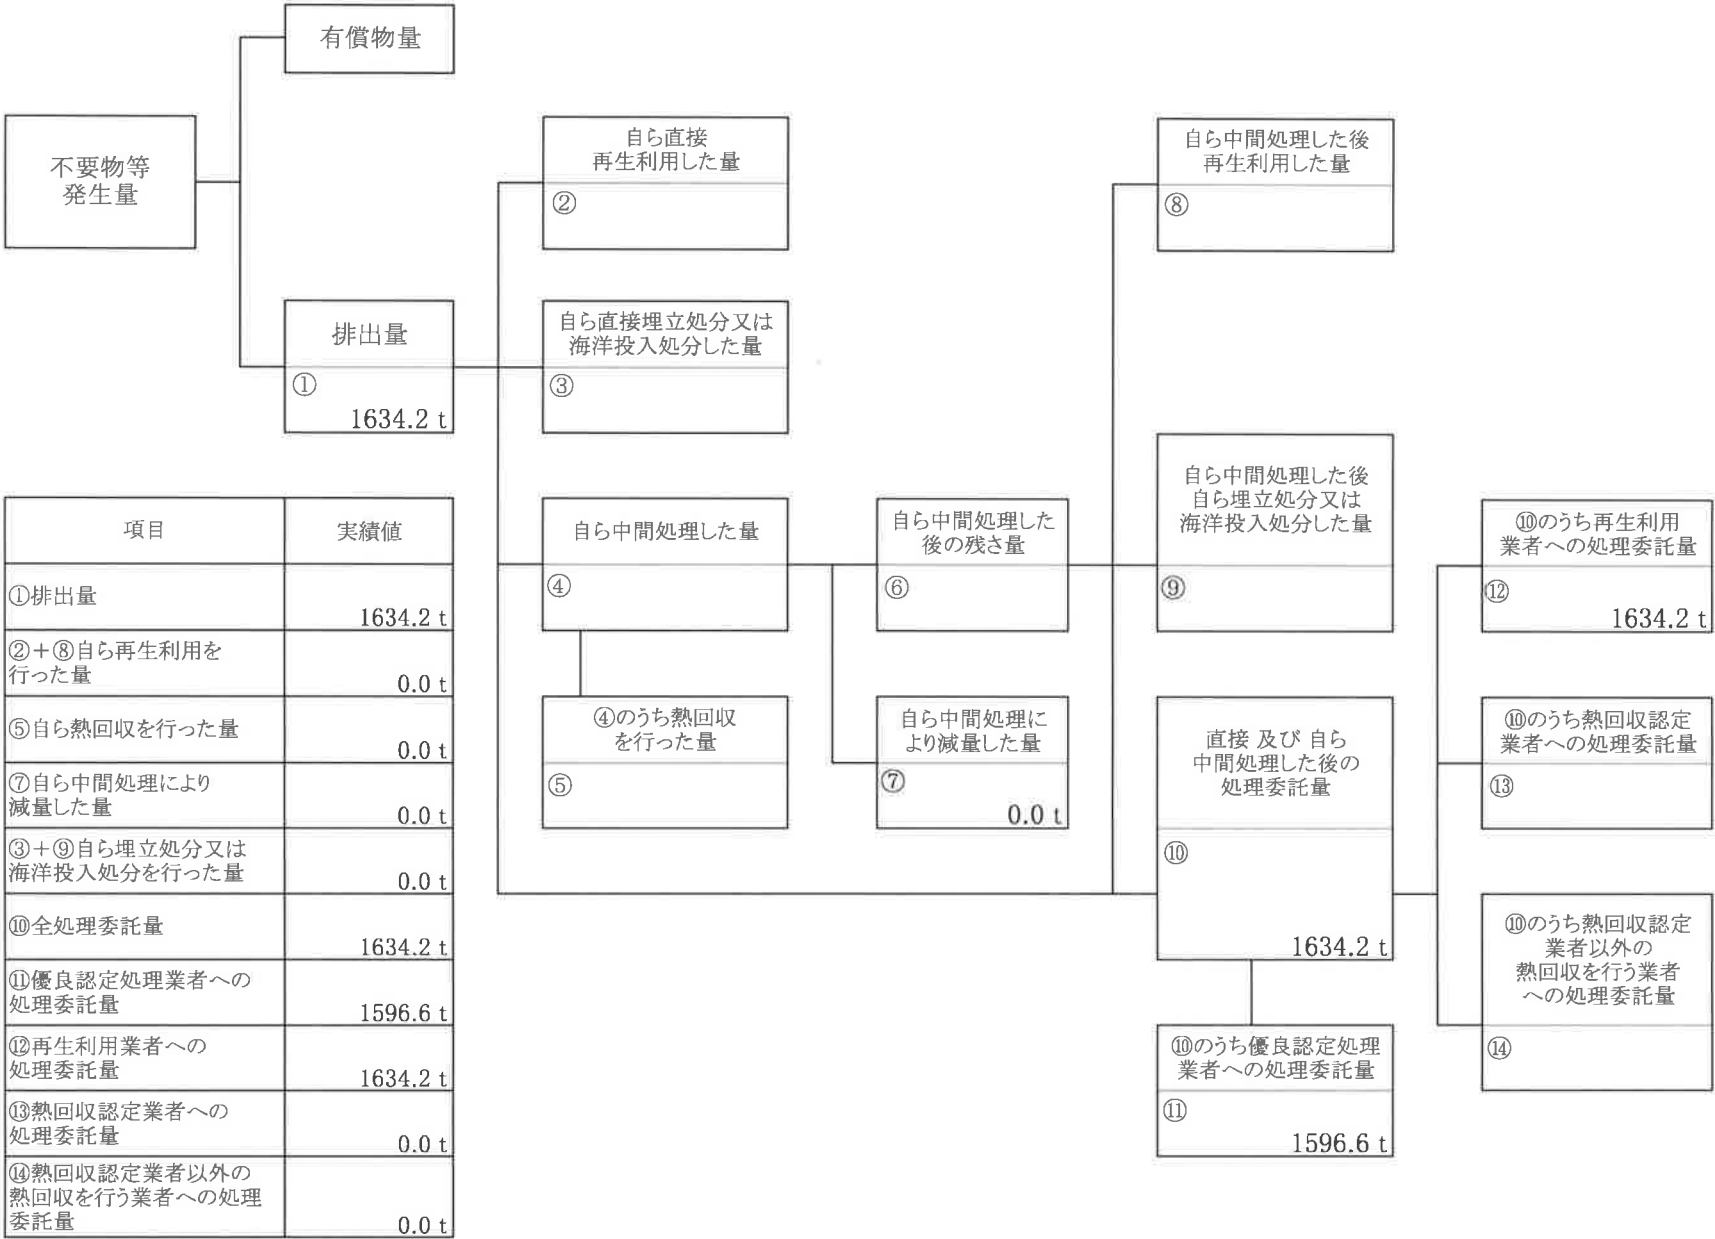 有償物量
不要物等
発生量
排出量
①
1634.2 t
自ら直接
再生利用した量
②
自ら直接埋立処分又は
海洋投入処分した量
③
自ら中間処理した量
④
④のうち熱回収
を行った量
⑤
自ら中間処理した
後の残さ量
⑥
自ら中間処理に
より減量した量
⑦
0.0 t
自ら中間処理した後
再生利用した量
⑧
自ら中間処理した後
自ら埋立処分又は
海洋投入処分した量
⑨
直接 及び 自ら
中間処理した後の
処理委託量
⑩
1634.2 t
⑩のうち優良認定処理
業者への処理委託量
⑪
1596.6 t
⑩のうち再生利用
業者への処理委託量
⑫
1634.2 t
⑩のうち熱回収認定
業者への処理委託量
⑬
⑩のうち熱回収認定
業者以外の
熱回収を行う業者
への処理委託量
⑭
項目 実績値
①排出量
1634.2 t
②+⑧自ら再生利用を
行った量
0.0 t
⑤自ら熱回収を行った量
0.0 t
⑦自ら中間処理により
減量した量
0.0 t
③+⑨自ら埋立処分又は
海洋投入処分を行った量
0.0 t
⑩全処理委託量
1634.2 t
⑪優良認定処理業者への
処理委託量
1596.6 t
⑫再生利用業者への
処理委託量
1634.2 t
⑬熱回収認定業者への
処理委託量
0.0 t
⑭熱回収認定業者以外の
熱回収を行う業者への処理
委託量
0.0 t